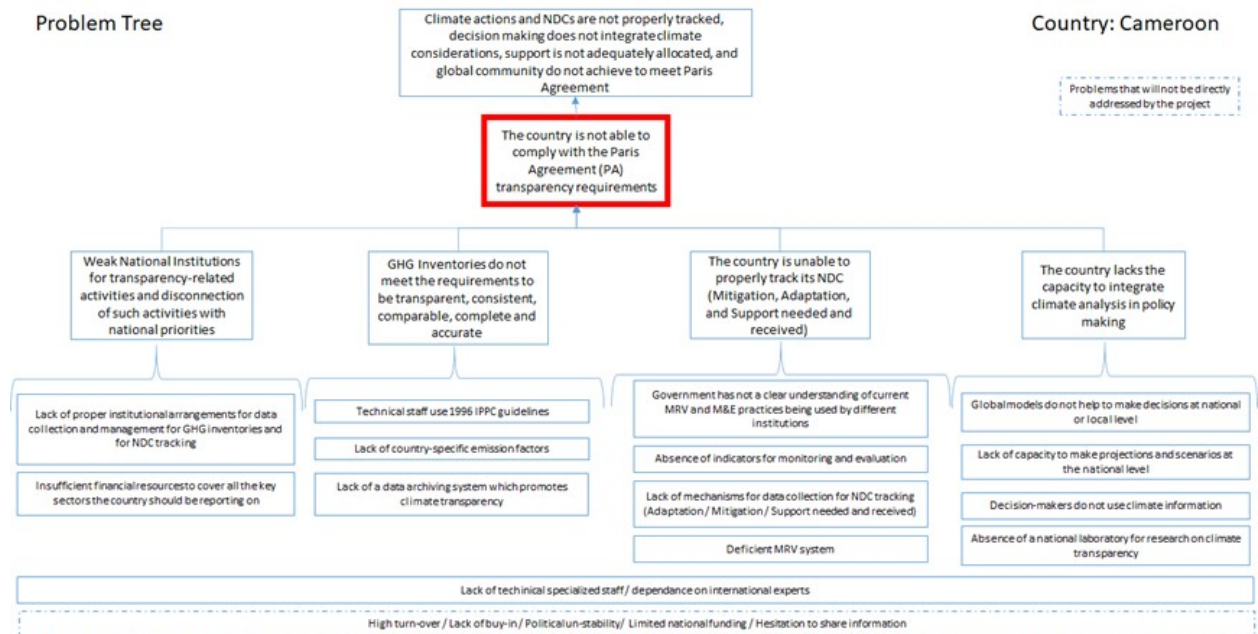 Problem Tree
Country: Cameroon
Climate actions and NDCs are not properly tracked,
decision making does not integrate climate
considerations, support is not adequately allocated, and
global community do not achieve to meet Paris
Agreement
Problems that will not be directly
addressed by the project
The country is not able to
comply with the Paris
Agreement (PA)
transparency requirements
Weak National Institutions
for transparency-related
activities and disconnection
of such activities with
national priorities
GHG Inventories do not
meet the requirements to
be transparent, consistent,
comparable, complete and
accurate
The country is unable to
properly track its NDC
(Mitigation, Adaptation,
and Support needed and
received)
The country lacks the
capacity to integrate
climate analysis in policy
making
Lack of proper institutional arrangements for data
collection and management for GHG inventories and
for NDC tracking
Insufficient financial resources to cover all the key
sectors the country should be reporting on
Technical staff use 1996 IPPC guidelines
Lack of country-specific emission factors
Lack of a data archiving system which promotes
climate transparency
Government has not a clear understanding of current
MRV and M&E practices being used by different
institutions
Absence of indicators for monitoring and evaluation
Lack of mechanisms for data collection for NDC tracking
(Adaptation / Mitigation / Support needed and received)
Deficient MRV system
Global models do not help to make decisions at national
or local level
Lack of capacity to make projections and scenarios at
the national level
Decision-makers do not use climate information
Absence of a national laboratory for research on climate
transparency
Lack of techinical specialized staff / dependance on international experts
High turn-over / Lack of buy-in / Political un-stability/ Limited national funding / Hesitation to share information